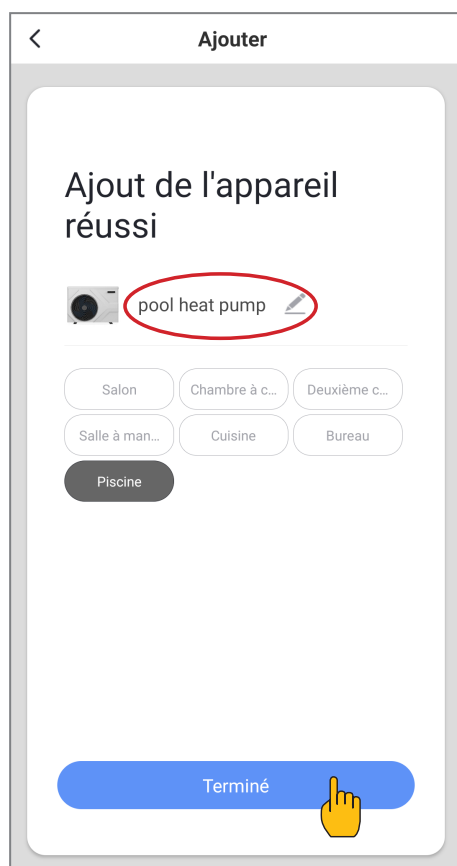 Ajouter
Ajout de l'appareil
réussi
pool heat pump
Salon
Chambre à c...
Deuxième c...
Salle à man...
Cuisine
Bureau
Piscine
Terminé